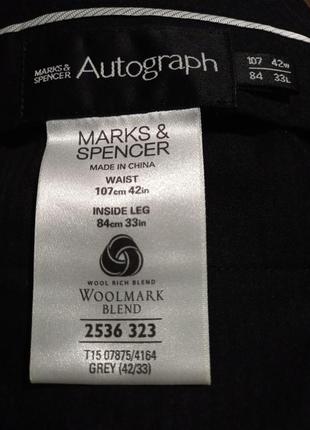 MARKS & SPENCER Autograph
107 42W
84 33L
MARKS &
SPENCER
MADE IN CHINA
WAIST
107cm 42in
INSIDE LEG
84cm 33in
WOOL RICH BLEND
WOOLMARK
BLEND
2536 323
T15 07875/4164
GREY (42/33)